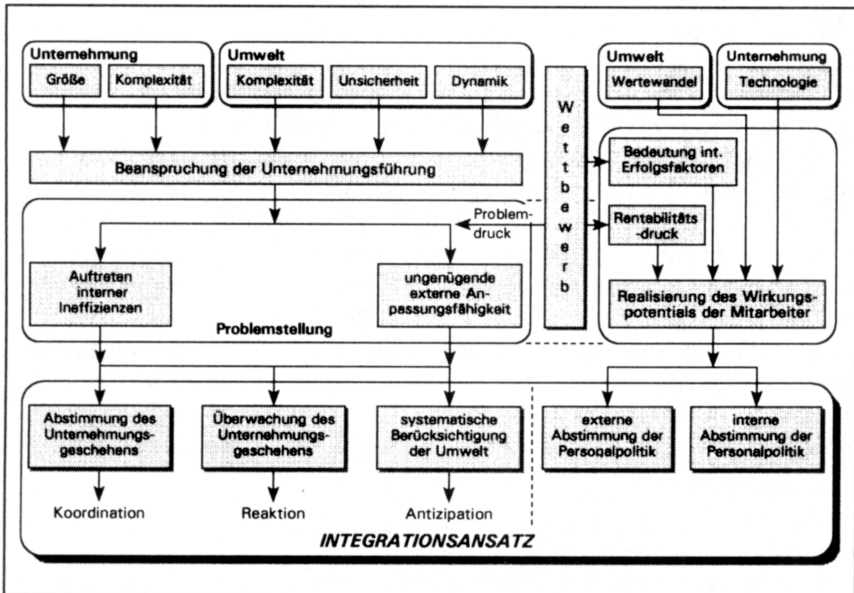 Unternehmung
Größe
Komplexität
Umwelt
Komplexität
Unsicherheit
Dynamik
Beanspruchung der Unternehmungsführung
Problem-
druck
Auftreten
interner
Ineffizienzen
ungenügende
externe An-
passungsfähigkeit
Problemstellung
Wettbewerb
Umwelt
Wertewandel
Unternehmung
Technologie
Bedeutung int.
Erfolgsfaktoren
Rentabilitäts
-druck
Realisierung des Wirkungs-
potentials der Mitarbeiter
Abstimmung des
Unternehmungs-
geschehens
Überwachung des
Unternehmungs-
geschehens
systematische
Berücksichtigung
der Umwelt
externe
Abstimmung der
Personalpolitik
interne
Abstimmung der
Personalpolitik
Koordination
Reaktion
Antizipation
INTEGRATIONSANSATZ